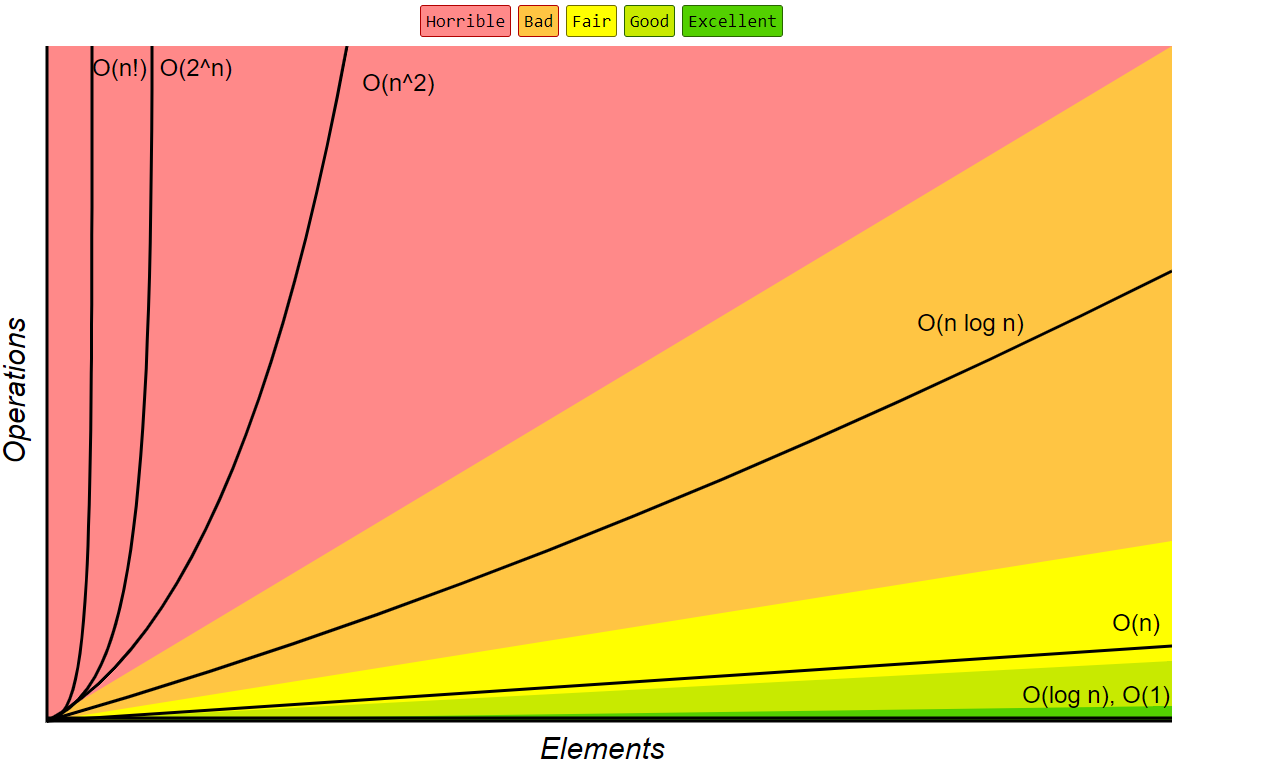 Horrible Bad Fair Good Excellent
O(n!) O(2^n)
O(n^2)
O(n log n)
Operations
O(n)
O(log n), O(1)
Elements